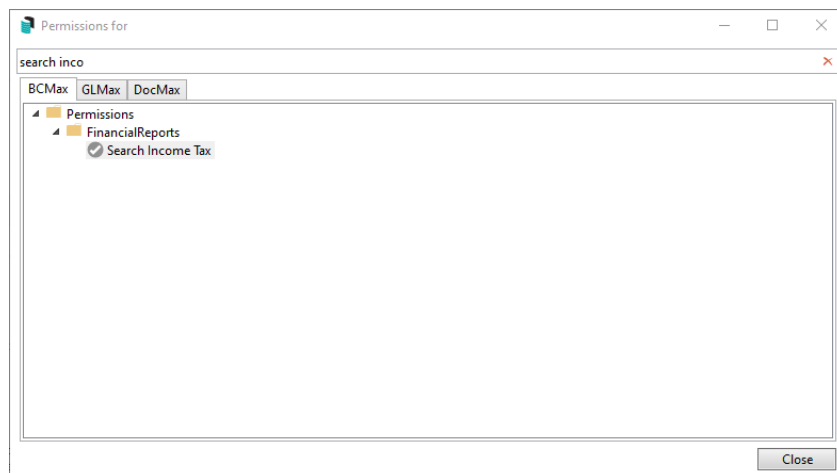 Permissions for
search inco
BCMax GLMax DocMax
Permissions
FinancialReports
Search Income Tax
Close